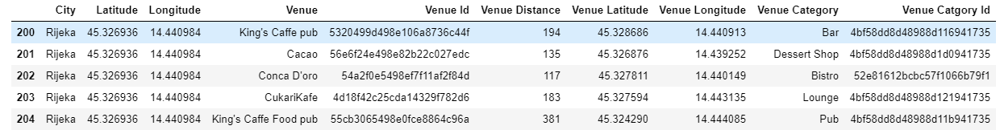 City Latitude Longitude Venue Venue Id Venue Distance Venue Latitude Venue Longitude Venue Category Venue Catgory Id
200 Rijeka 45.326936 14.440984 King's Caffe pub 5320499d498e106a8736c44f 194 45.328686 14.440913 Bar 4bf58dd8d48988d116941735
201 Rijeka 45.326936 14.440984 Cacao 56e6f24e498e82b22c027edc 135 45.326876 14.439252 Dessert Shop 4bf58dd8d48988d1d0941735
202 Rijeka 45.326936 14.440984 Conca D'oro 54a2f0e5498ef7f11af2f84d 117 45.327811 14.440149 Bistro 52e81612bcbc57f1066b79f1
203 Rijeka 45.326936 14.440984 CukariKafe 4d18f42c25cda14329f782d6 183 45.327594 14.443135 Lounge 4bf58dd8d48988d121941735
204 Rijeka 45.326936 14.440984 King's Caffe Food pub 55cb3065498e0fce8864c96a 381 45.324290 14.444085 Pub 4bf58dd8d48988d11b941735